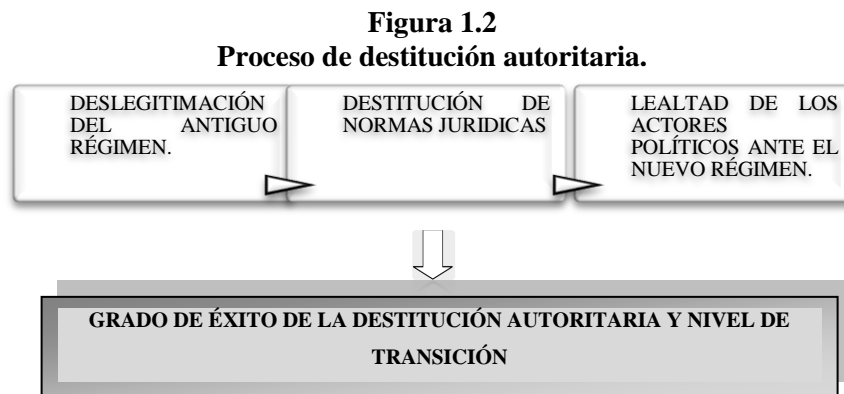 Figura 1.2
Proceso de destitución autoritaria.
DESLEGITIMACIÓN
DEL ANTIGUO
RÉGIMEN.
DESTITUCIÓN DE
NORMAS JURIDICAS
LEALTAD DE LOS
ACTORES
POLÍTICOS ANTE EL
NUEVO RÉGIMEN.
GRADO DE ÉXITO DE LA DESTITUCIÓN AUTORITARIA Y NIVEL DE
TRANSICIÓN